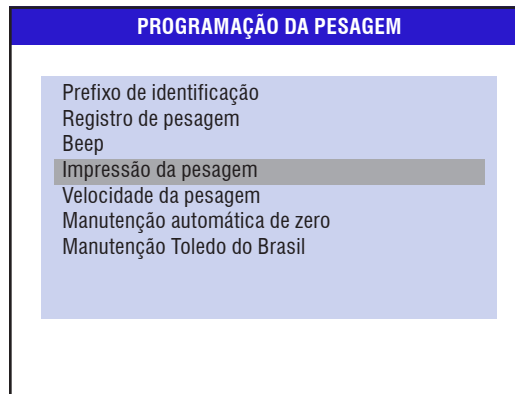 PROGRAMAÇÃO DA PESAGEM
Prefixo de identificação
Registro de pesagem
Beep
Impressão da pesagem
Velocidade da pesagem
Manutenção automática de zero
Manutenção Toledo do Brasil